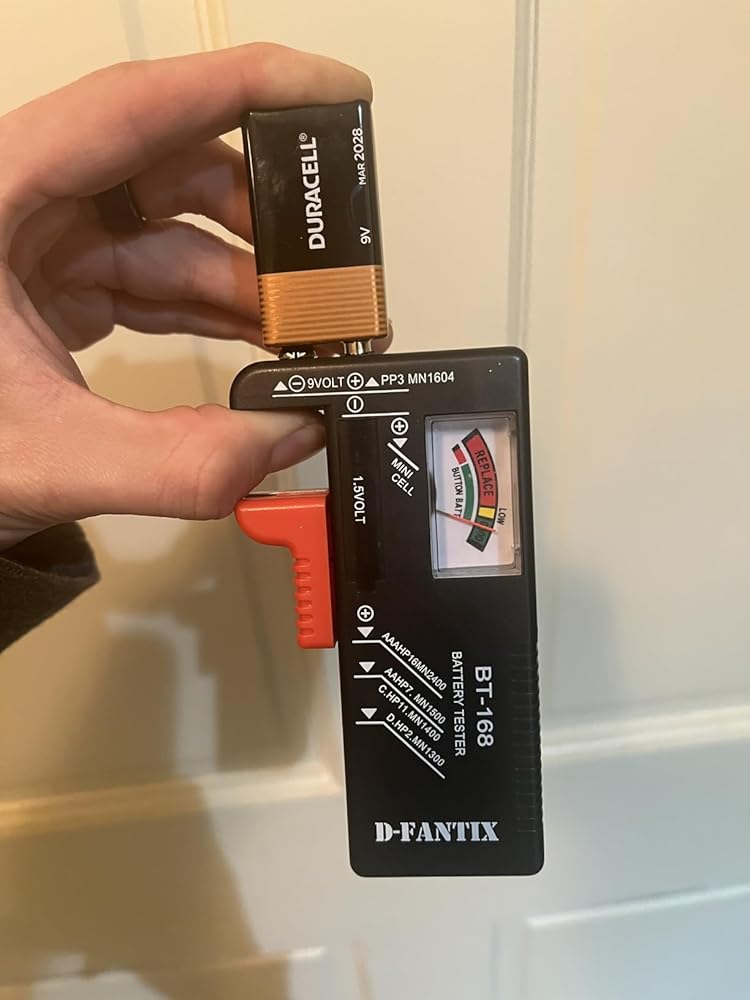 DURACELL®
MAR 2028
9V
⊖ 9VOLT ⊕ PP3 MN1604
⊖
⊕
MINI
CELL
1.5VOLT
REPLACE
LOW
BUTTON BATT
⊕
AAAHP16MN2400
AAHP7. MN1500
C.HP11.MN1400
D.HP2.MN1300
BT-168
BATTERY TESTER
D-FANTIX